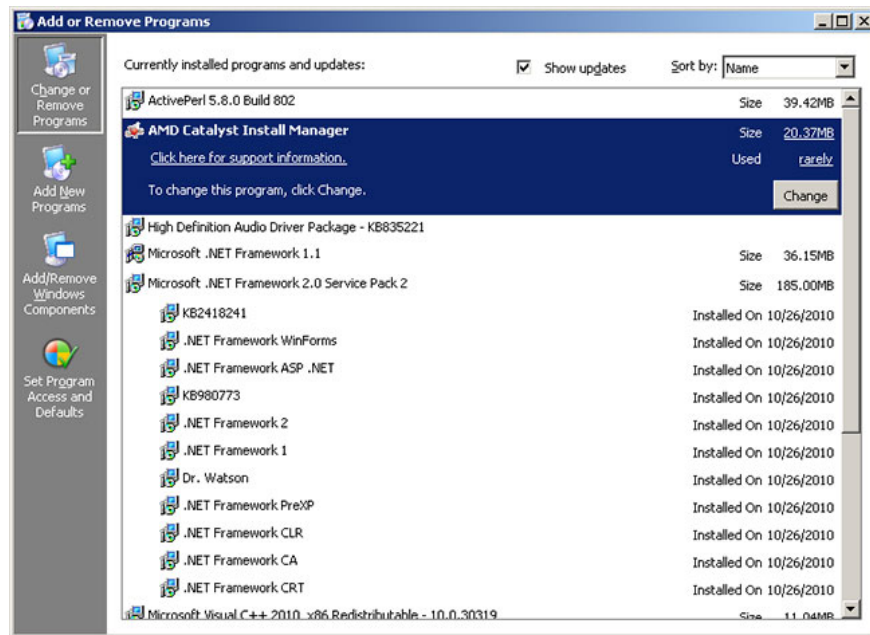 Add or Remove Programs
Change or Remove Programs
Add New Programs
Add/Remove Windows Components
Set Program Access and Defaults
Currently installed programs and updates: Show updates Sort by: Name
ActivePerl 5.8.0 Build 802 Size 39.42MB
AMD Catalyst Install Manager Size 20.37MB
Click here for support information. Used rarely
To change this program, click Change. Change
High Definition Audio Driver Package - KB835221
Microsoft .NET Framework 1.1 Size 36.15MB
Microsoft .NET Framework 2.0 Service Pack 2 Size 185.00MB
KB2418241 Installed On 10/26/2010
.NET Framework WinForms Installed On 10/26/2010
.NET Framework ASP .NET Installed On 10/26/2010
KB980773 Installed On 10/26/2010
.NET Framework 2 Installed On 10/26/2010
.NET Framework 1 Installed On 10/26/2010
Dr. Watson Installed On 10/26/2010
.NET Framework PreXP Installed On 10/26/2010
.NET Framework CLR Installed On 10/26/2010
.NET Framework CA Installed On 10/26/2010
.NET Framework CRT Installed On 10/26/2010
Microsoft Visual C++ 2010 x86 Redistributable - 10.0.30319 Size 11.04MB